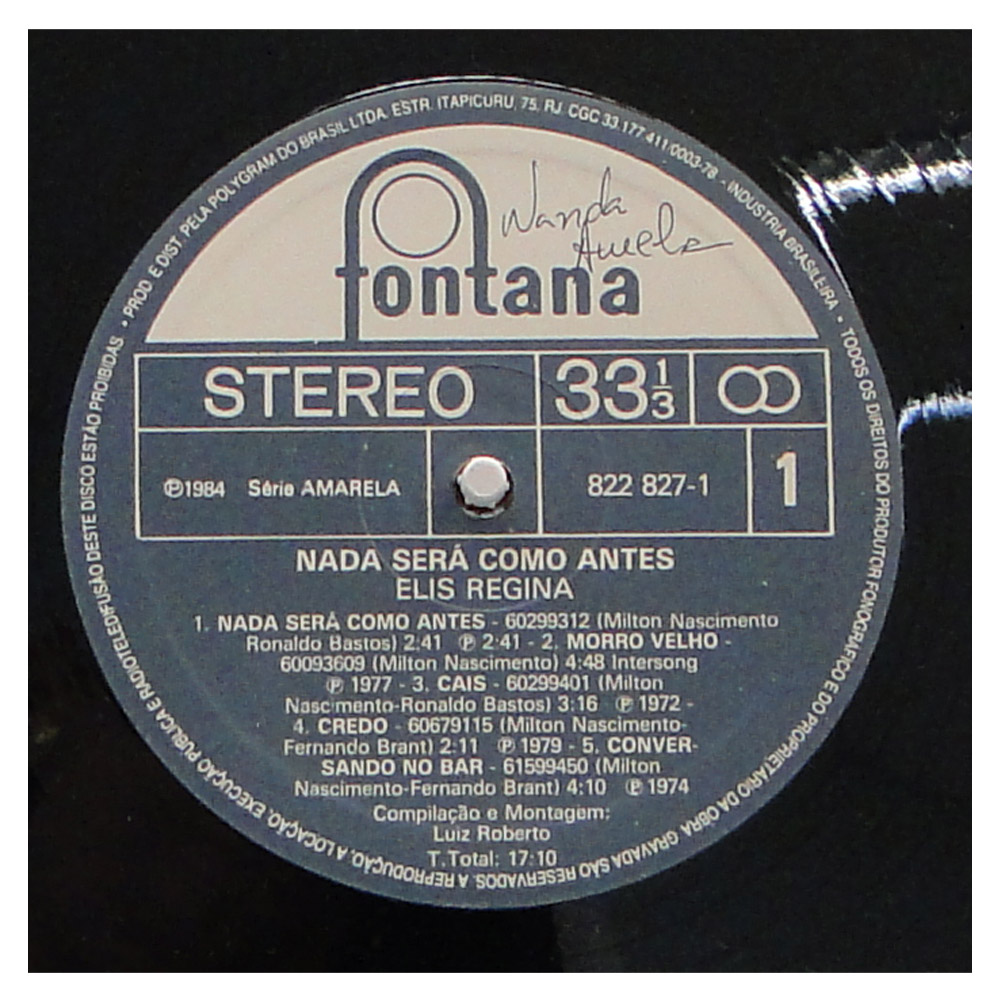 PROD. E DIST. PELA POLYGRAM DO BRASIL LTDA. ESTR. ITAPICURU, 75. RJ. CGC 33.177.411/0003-78 - INDUSTRIA BRASILEIRA • TODOS OS DIREITOS DO PRODUTOR FONOGRÁFICO E DO PROPRIETÁRIO DA OBRA GRAVADA SÃO RESERVADOS. A REPRODUÇÃO, A LOCAÇÃO, EXECUÇÃO PÚBLICA E RADIOTELEDIFUSÃO DESTE DISCO ESTÃO PROIBIDAS •
Wanda
fontana
STEREO 33 1/3
℗1984 Série AMARELA 822 827-1 1
NADA SERÁ COMO ANTES
ELIS REGINA
1. NADA SERÁ COMO ANTES - 60299312 (Milton Nascimento
Ronaldo Bastos) 2:41 ℗ 2:41 - 2. MORRO VELHO -
60093609 (Milton Nascimento) 4:48 Intersong
℗ 1977 - 3. CAIS - 60299401 (Milton
Nascimento-Ronaldo Bastos) 3:16 ℗ 1972 -
4. CREDO - 60679115 (Milton Nascimento-
Fernando Brant) 2:11 ℗ 1979 - 5. CONVER-
SANDO NO BAR - 61599450 (Milton
Nascimento-Fernando Brant) 4:10 ℗ 1974
Compilação e Montagem:
Luiz Roberto
T.Total: 17:10